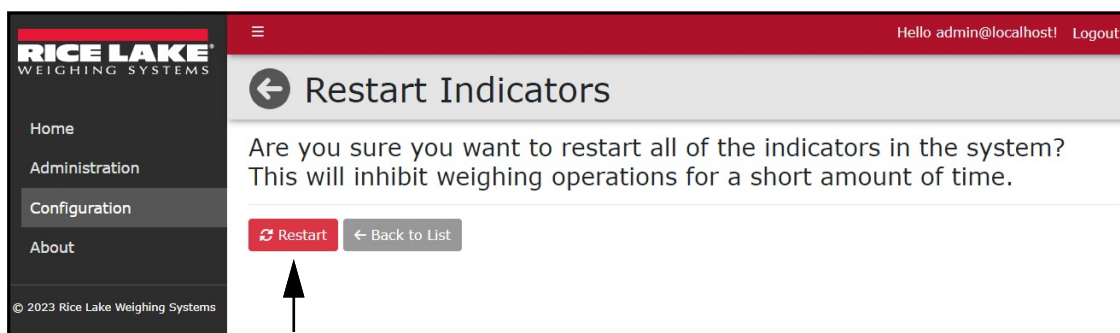 RICE LAKE®
WEIGHING SYSTEMS
Hello admin@localhost! Logout
Restart Indicators
Home
Administration
Configuration
About
© 2023 Rice Lake Weighing Systems
Are you sure you want to restart all of the indicators in the system?
This will inhibit weighing operations for a short amount of time.
Restart
← Back to List